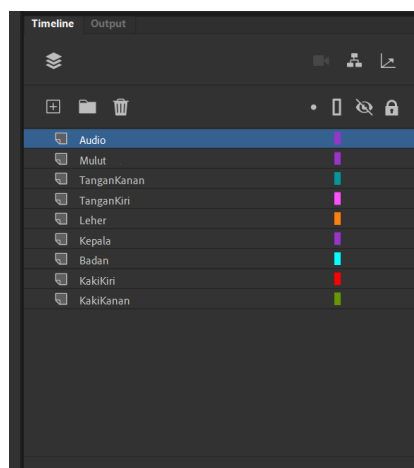 Timeline Output
Audio
Mulut
TanganKanan
TanganKiri
Leher
Kepala
Badan
KakiKiri
KakiKanan